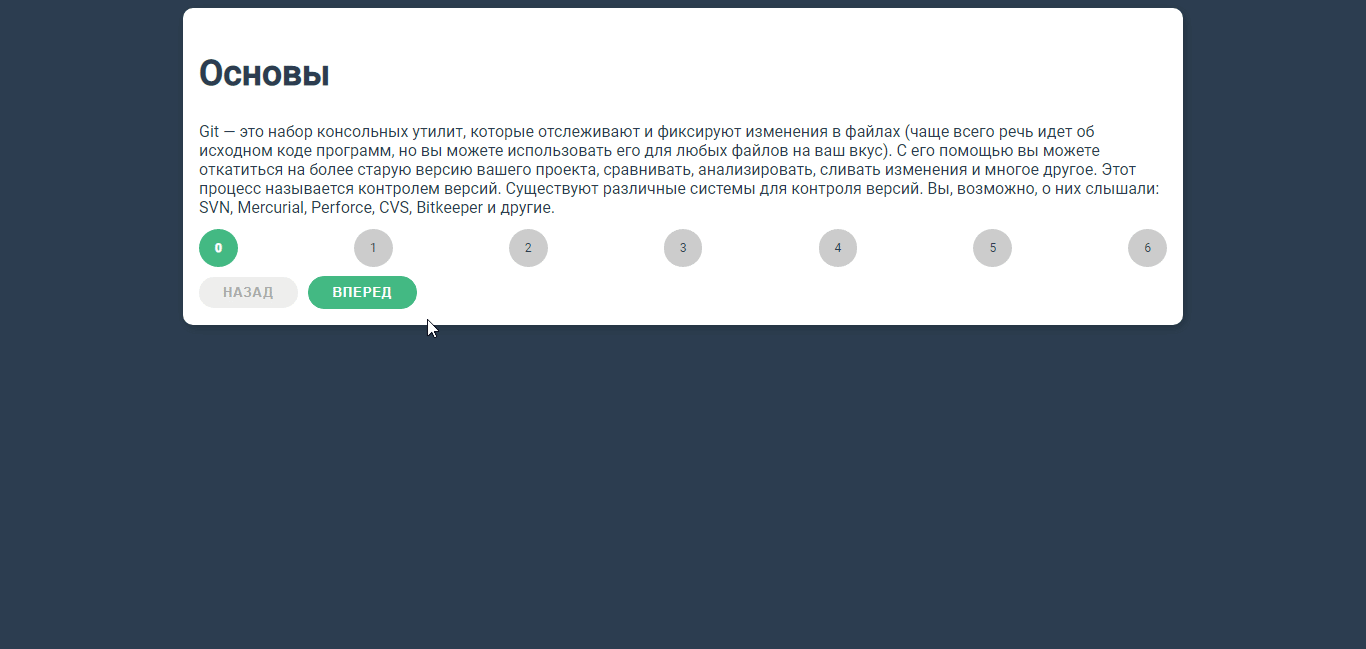 Основы
Git — это набор консольных утилит, которые отслеживают и фиксируют изменения в файлах (чаще всего речь идет об
исходном коде программ, но вы можете использовать его для любых файлов на ваш вкус). С его помощью вы можете
откатиться на более старую версию вашего проекта, сравнивать, анализировать, сливать изменения и многое другое. Этот
процесс называется контролем версий. Существуют различные системы для контроля версий. Вы, возможно, о них слышали:
SVN, Mercurial, Perforce, CVS, Bitkeeper и другие.
0 1 2 3 4 5 6
НАЗАД ВПЕРЕД